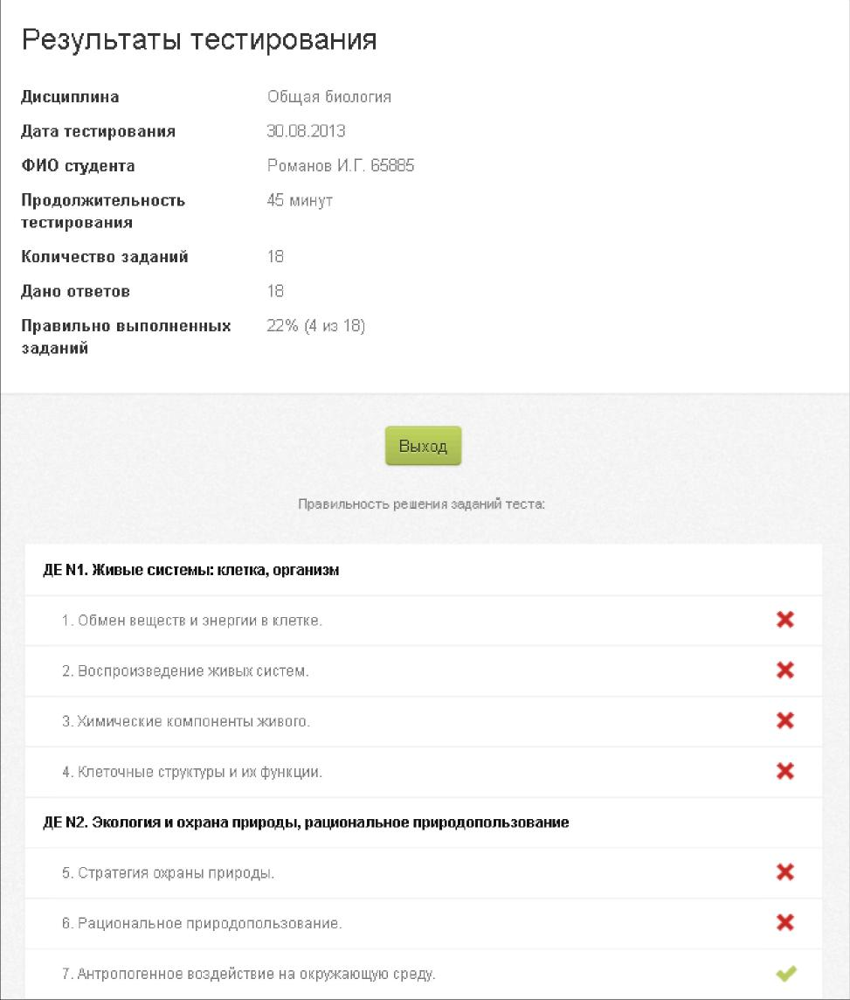 Результаты тестирования
Дисциплина Общая биология
Дата тестирования 30.08.2013
ФИО студента Романов И.Г. 65885
Продолжительность 45 минут
тестирования
Количество заданий 18
Дано ответов 18
Правильно выполненных 22% (4 из 18)
заданий
Выход
Правильность решения заданий теста:
ДЕ N1. Живые системы: клетка, организм
1. Обмен веществ и энергии в клетке.
2. Воспроизведение живых систем.
3. Химические компоненты живого.
4. Клеточные структуры и их функции.
ДЕ N2. Экология и охрана природы, рациональное природопользование
5. Стратегия охраны природы.
6. Рациональное природопользование.
7. Антропогенное воздействие на окружающую среду.